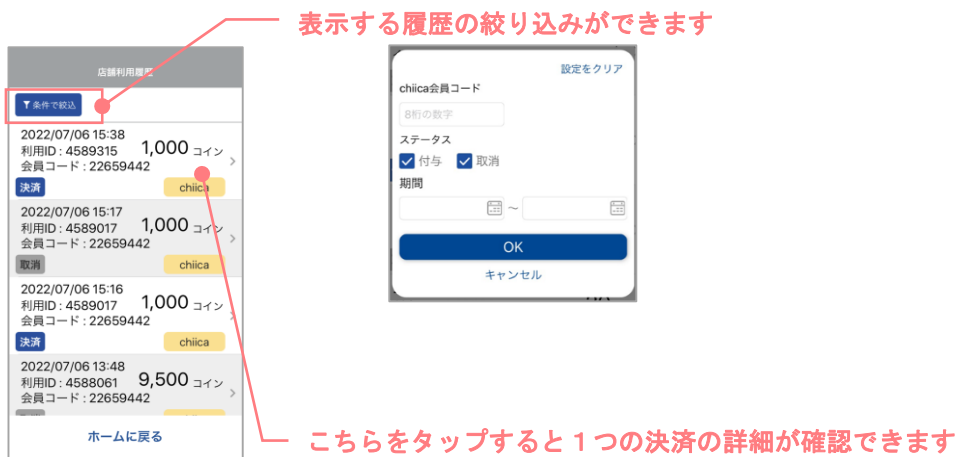 表示する履歴の絞り込みができます
店舗利用履歴
条件で絞込
2022/07/06 15:38
利用ID : 4589315 1,000 コイン
会員コード : 22659442
決済 chiica
2022/07/06 15:17
利用ID : 4589017 1,000 コイン
会員コード : 22659442
取消 chiica
2022/07/06 15:16
利用ID : 4589017 1,000 コイン
会員コード : 22659442
決済 chiica
2022/07/06 13:48
利用ID : 4588061 9,500 コイン
会員コード : 22659442
ホームに戻る
設定をクリア
chiica会員コード
8桁の数字
ステータス
付与 取消
期間
～
OK
キャンセル
こちらをタップすると１つの決済の詳細が確認できます